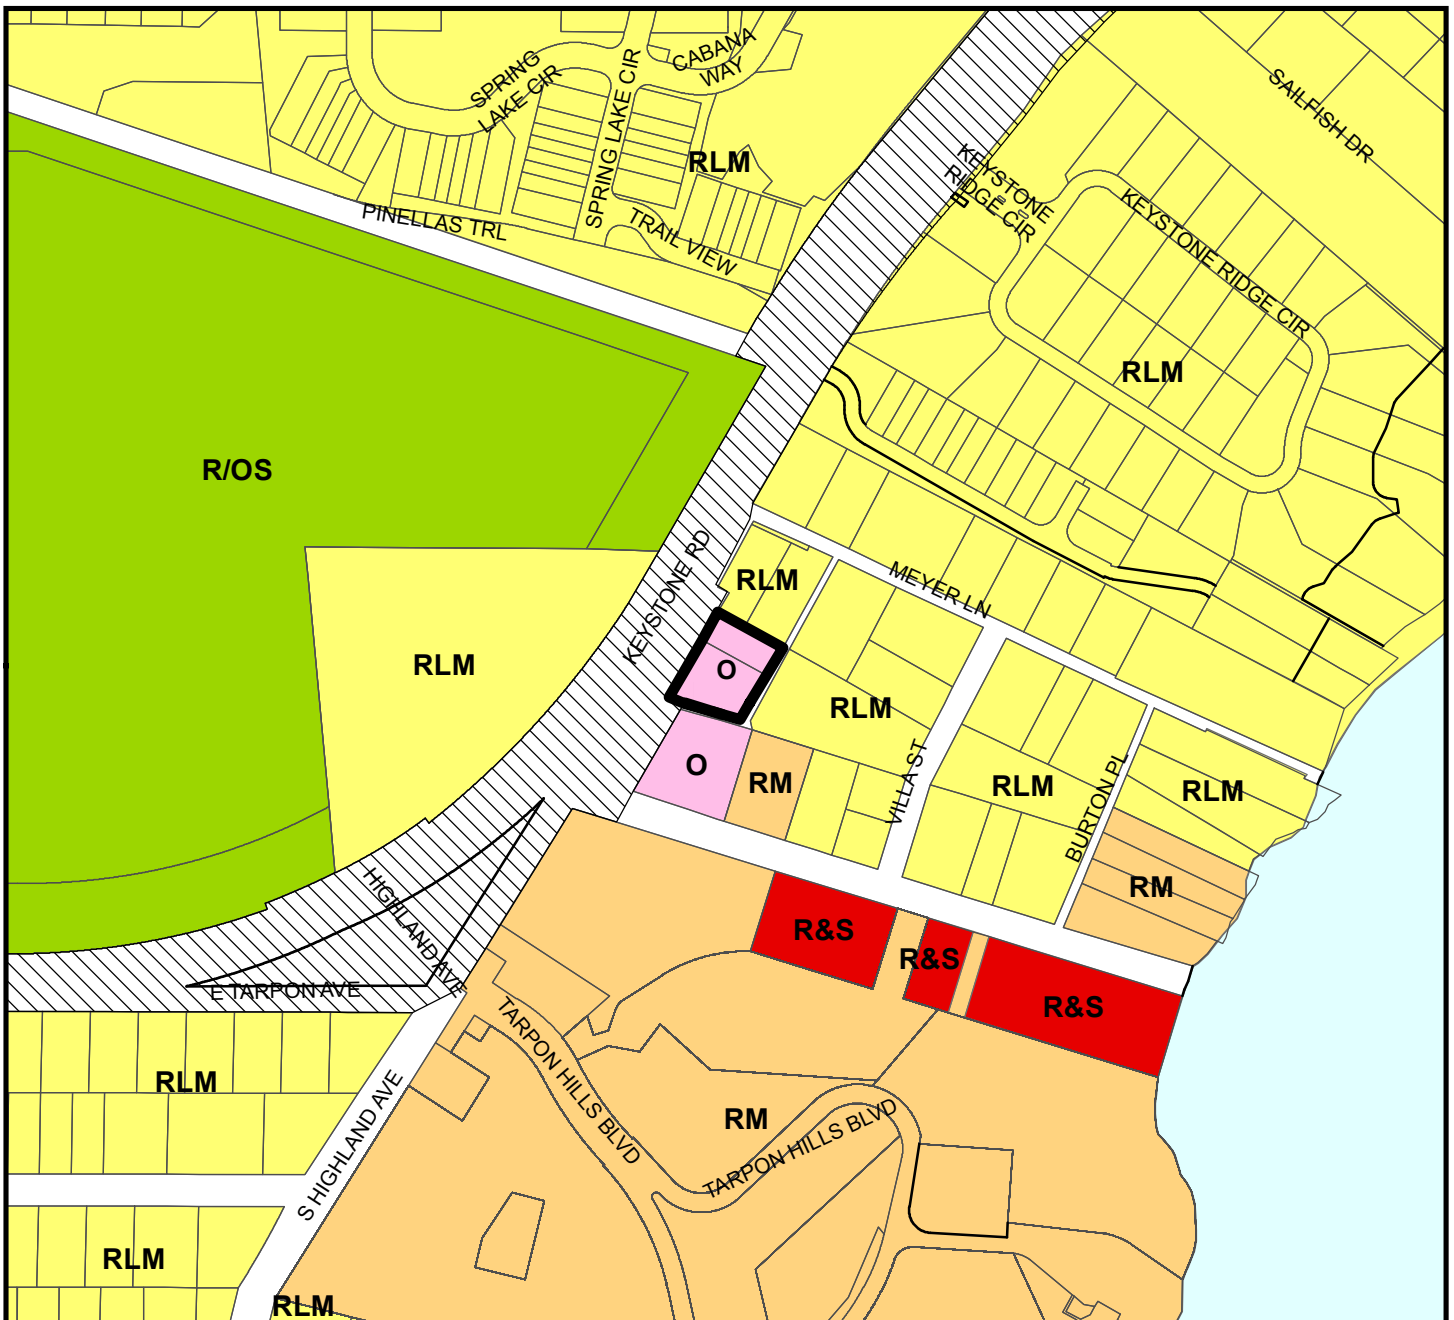 SPRING
LAKE CIR
CABANA
WAY
SAILFISH DR
SPRING LAKE CIR
RLM
KEYSTONE
RIDGE CIR
PINELLAS TRL
TRAIL VIEW
KEYSTONE RIDGE CIR
RLM
R/OS
KEYSTONE RD
RLM
MEYER LN
RLM
O
RLM
O
RM
VILLA ST
RLM
BURTON PL
RLM
RM
HIGHLAND AVE
R&S
R&S
R&S
E TARPON AVE
TARPON HILLS BLVD
RLM
S HIGHLAND AVE
RM
TARPON HILLS BLVD
RLM
RLM